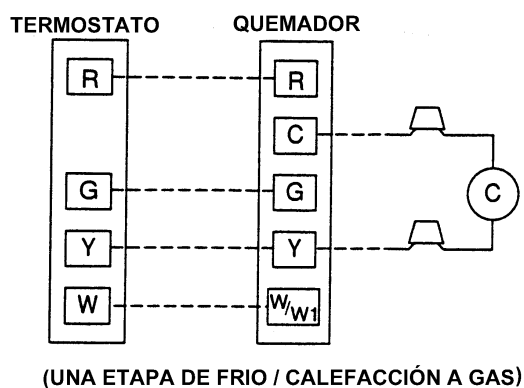 TERMOSTATO QUEMADOR
R R
C
G G C
Y Y
W W/W1
(UNA ETAPA DE FRIO / CALEFACCIÓN A GAS)